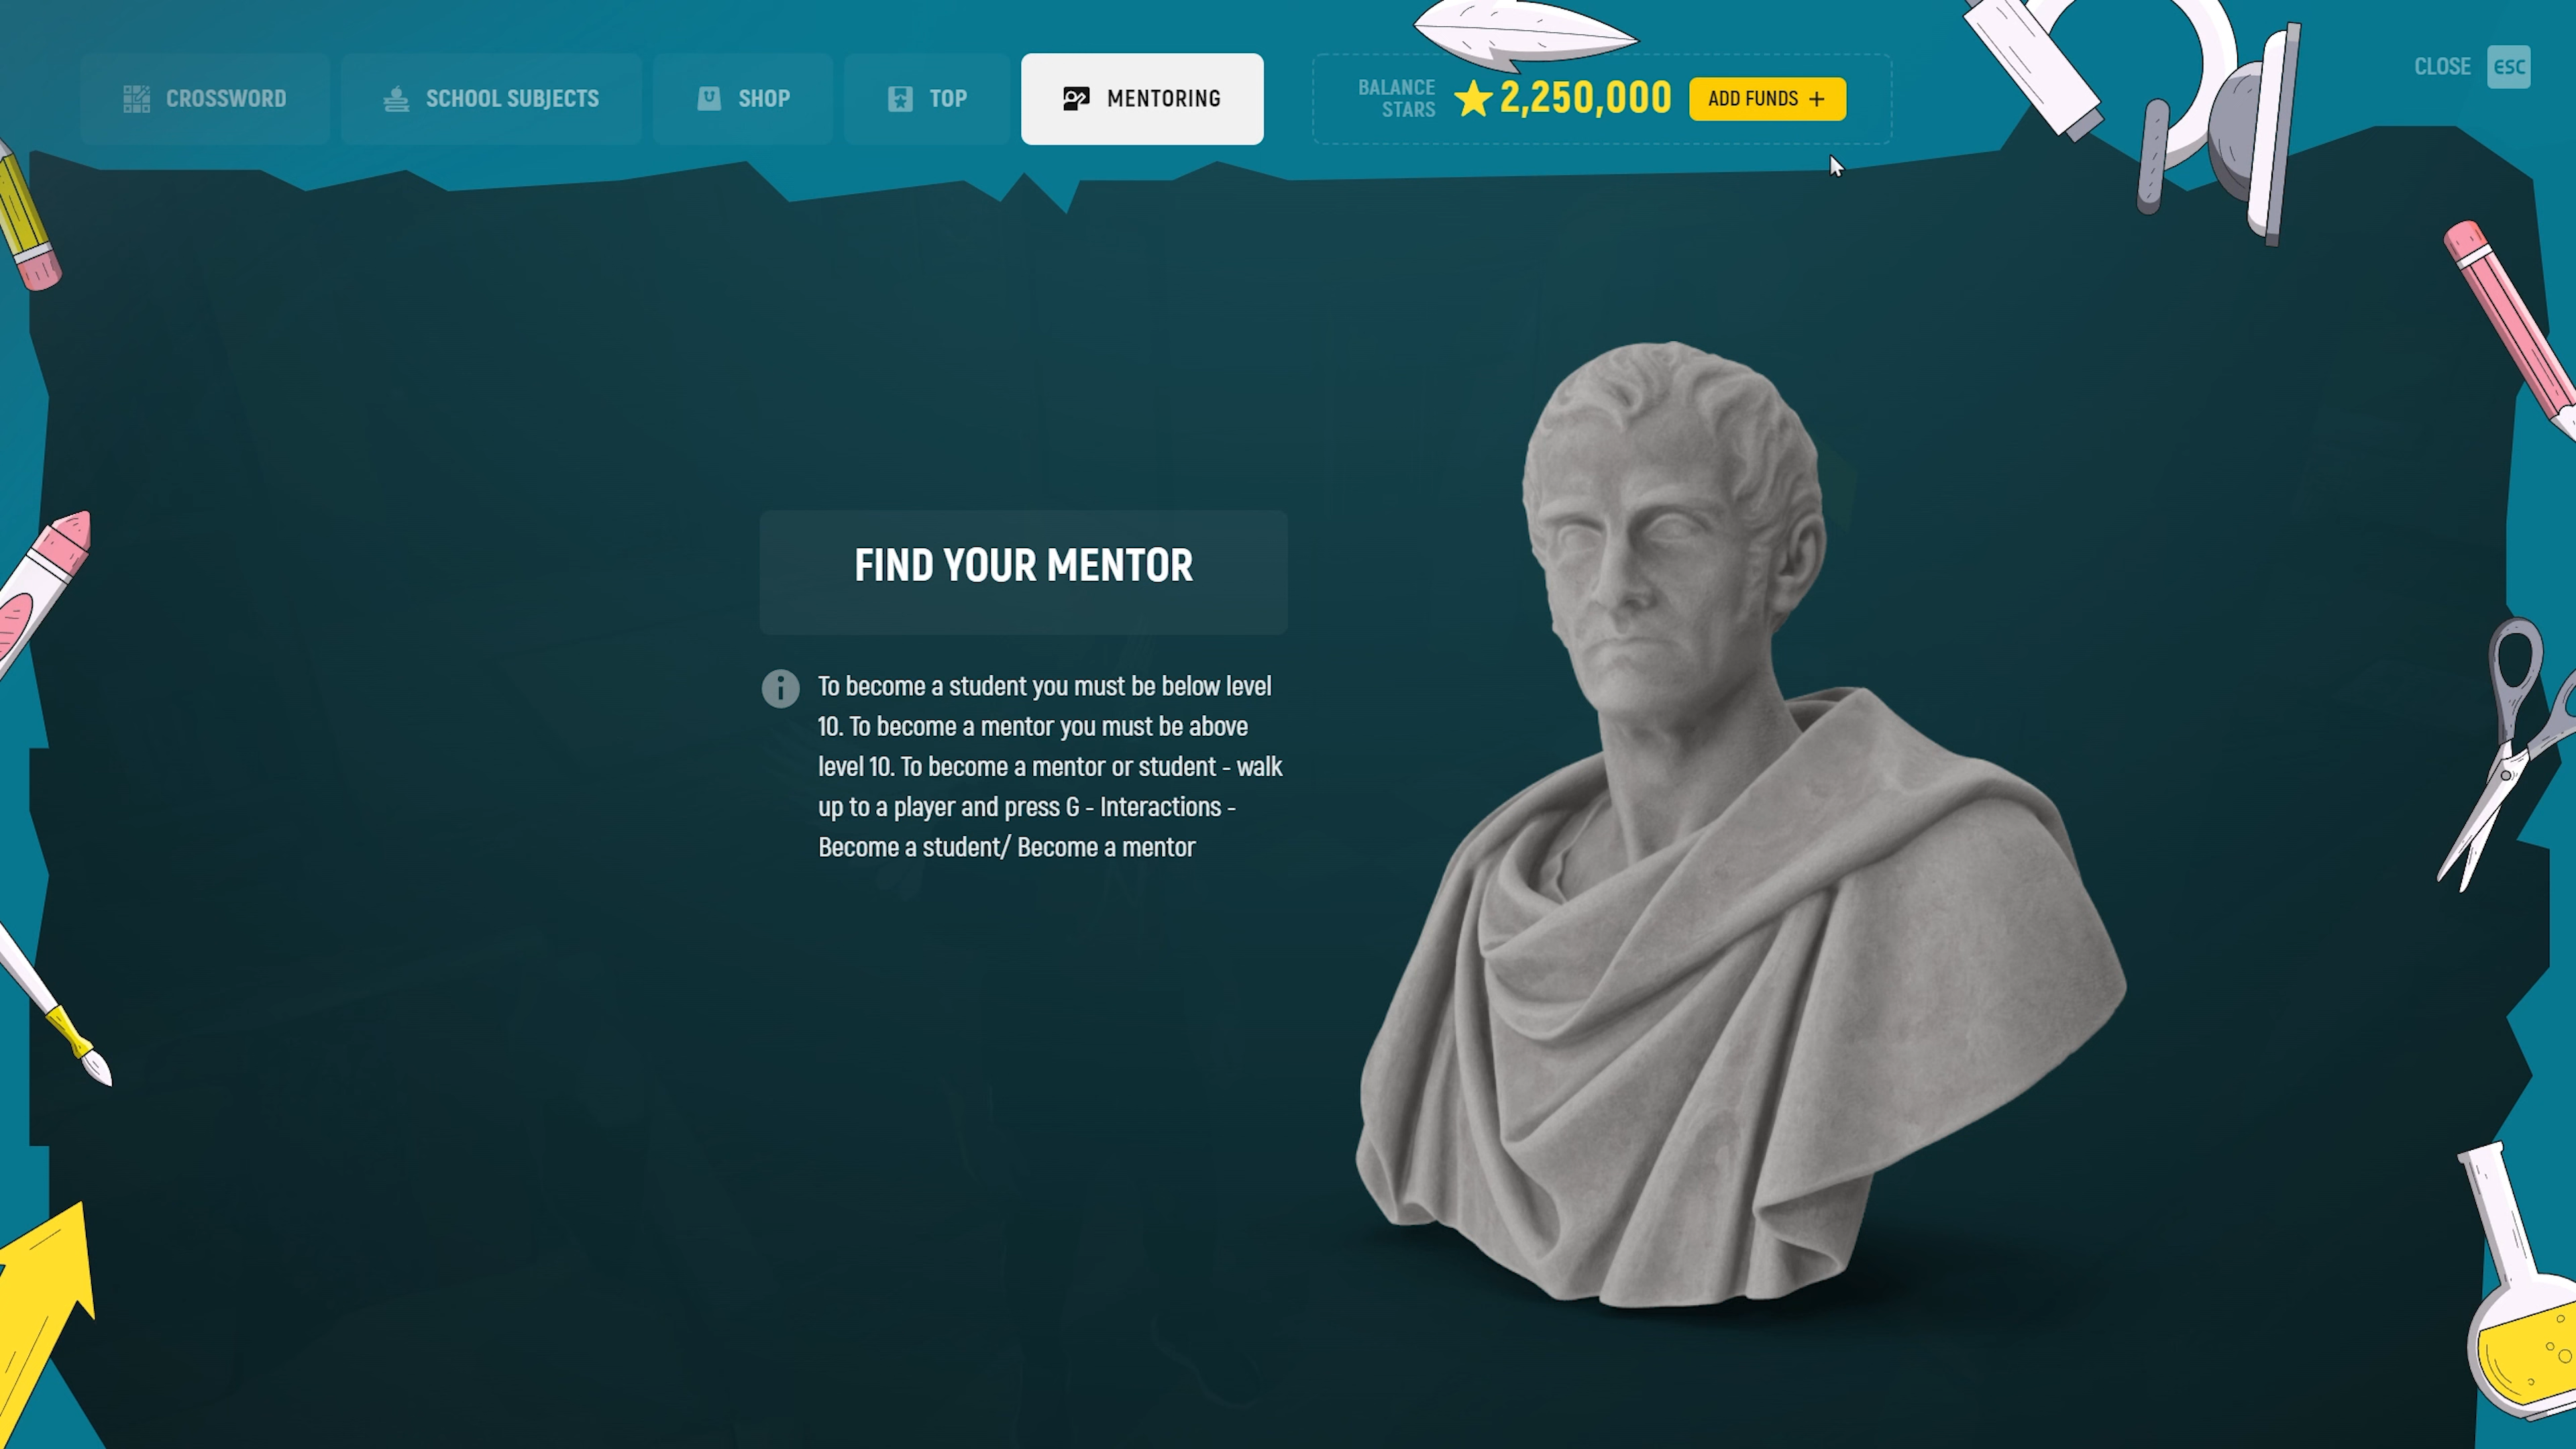 CROSSWORD
SCHOOL SUBJECTS
SHOP
TOP
MENTORING
BALANCE
STARS
2,250,000
ADD FUNDS +
CLOSE
ESC
FIND YOUR MENTOR
To become a student you must be below level
10. To become a mentor you must be above
level 10. To become a mentor or student - walk
up to a player and press G - Interactions -
Become a student/ Become a mentor